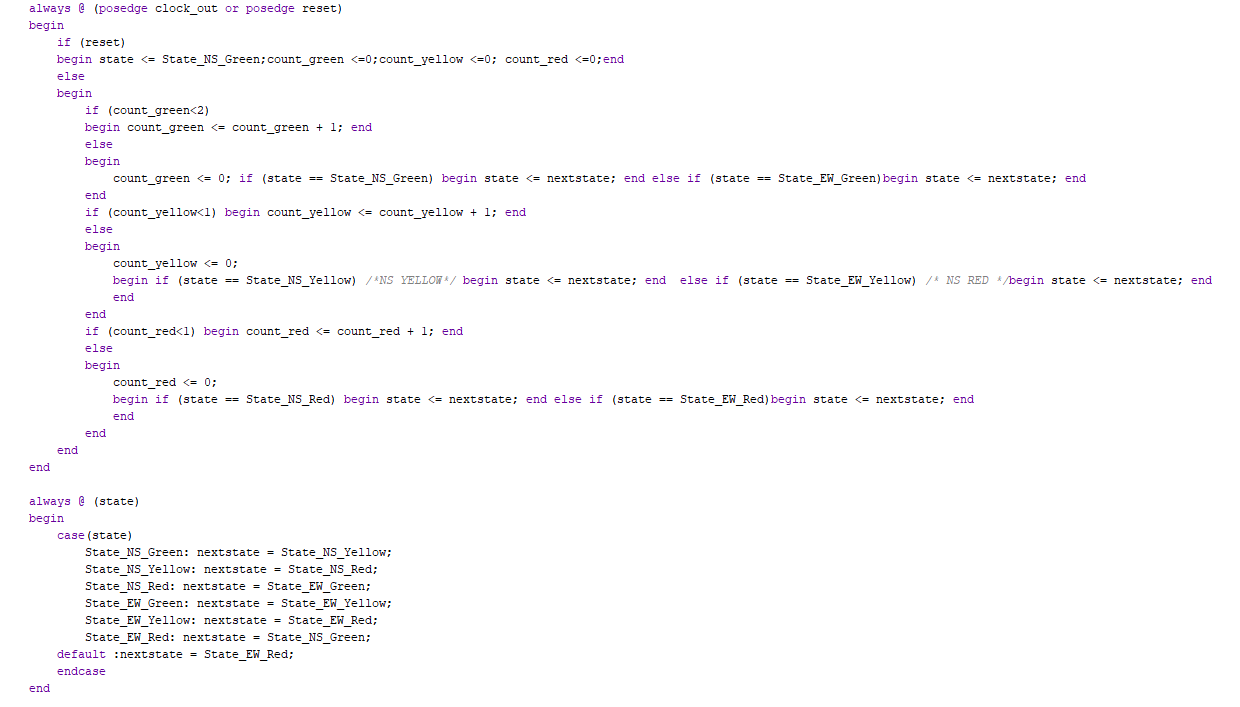 always @ (posedge clock_out or posedge reset)
begin
    if (reset)
    begin state <= State_NS_Green;count_green <=0;count_yellow <=0; count_red <=0;end
    else
    begin
        if (count_green<2)
        begin count_green <= count_green + 1; end
        else
        begin
            count_green <= 0; if (state == State_NS_Green) begin state <= nextstate; end else if (state == State_EW_Green)begin state <= nextstate; end
        end
        if (count_yellow<1) begin count_yellow <= count_yellow + 1; end
        else
        begin
            count_yellow <= 0;
            begin if (state == State_NS_Yellow) /*NS YELLOW*/ begin state <= nextstate; end  else if (state == State_EW_Yellow) /* NS RED */begin state <= nextstate; end
            end
        end
        if (count_red<1) begin count_red <= count_red + 1; end
        else
        begin
            count_red <= 0;
            begin if (state == State_NS_Red) begin state <= nextstate; end else if (state == State_EW_Red)begin state <= nextstate; end
            end
        end
    end
end

always @ (state)
begin
    case(state)
        State_NS_Green: nextstate = State_NS_Yellow;
        State_NS_Yellow: nextstate = State_NS_Red;
        State_NS_Red: nextstate = State_EW_Green;
        State_EW_Green: nextstate = State_EW_Yellow;
        State_EW_Yellow: nextstate = State_EW_Red;
        State_EW_Red: nextstate = State_NS_Green;
    default :nextstate = State_EW_Red;
    endcase
end